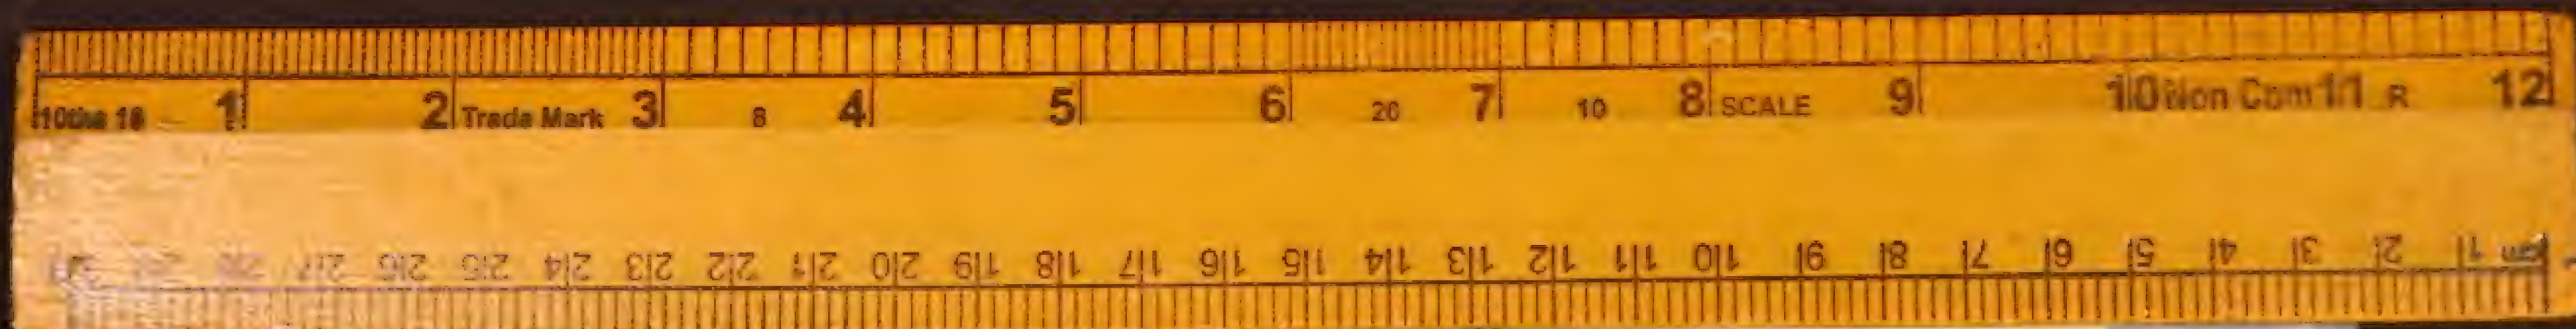 10ths 16 1 2 Trade Mark 3 8 4 5 6 20 7 10 8 SCALE 9 10 Non Com 11 R 12
cm 1 2 3 4 5 6 7 8 9 10 11 12 13 14 15 16 17 18 19 20 21 22 23 24 25 26 27